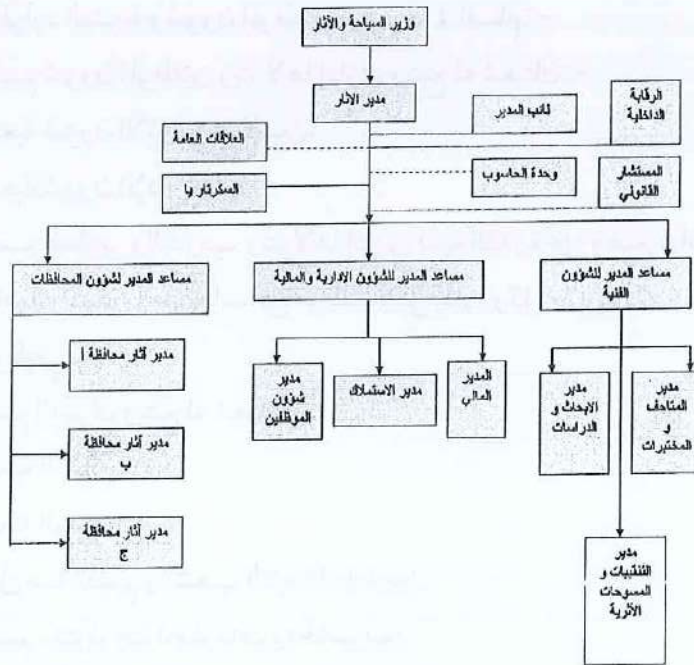 وزير السياحة والآثار
مدير الآثار
الرقابة
الداخلية
نائب المدير
العلاقات العامة
المستشار
القانوني
وحدة الحاسوب
السكرتاريا
مساعد المدير للشؤون
الفنية
مساعد المدير للشؤون الادارية والمالية
مساعد المدير لشؤون المحافظات
مدير
المتاحف
و
المختبرات
مدير
الابحاث و
الدراسات
مدير
التنقيبات و
المسوحات
الأثرية
المدير
المالي
مدير الاستملاك
مدير
شؤون
الموظفين
مدير آثار محافظة أ
مدير آثار محافظة
ب
مدير آثار محافظة
ج